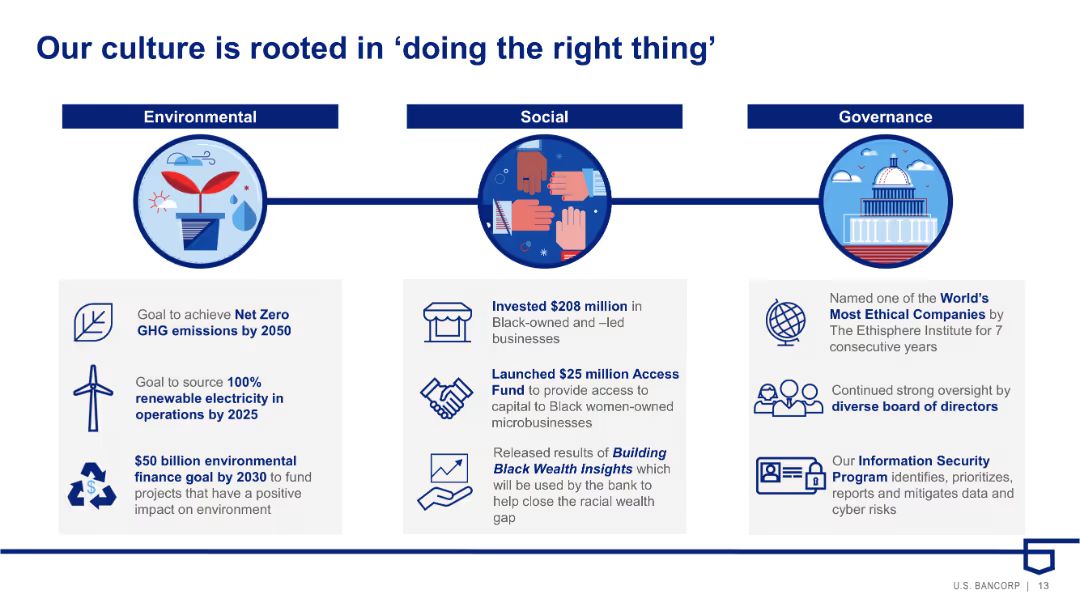 Our culture is rooted in ‘doing the right thing’
Environmental
Goal to achieve Net Zero
GHG emissions by 2050
Goal to source 100%
renewable electricity in
operations by 2025
$50 billion environmental
finance goal by 2030 to fund
projects that have a positive
impact on environment
$
Social
Invested $208 million in
Black-owned and –led
businesses
Launched $25 million Access
Fund to provide access to
capital to Black women-owned
microbusinesses
Released results of Building
Black Wealth Insights which
will be used by the bank to
help close the racial wealth
gap
Governance
Named one of the World’s
Most Ethical Companies by
The Ethisphere Institute for 7
consecutive years
Continued strong oversight by
diverse board of directors
Our Information Security
Program identifies, prioritizes,
reports and mitigates data and
cyber risks
U.S. BANCORP | 13